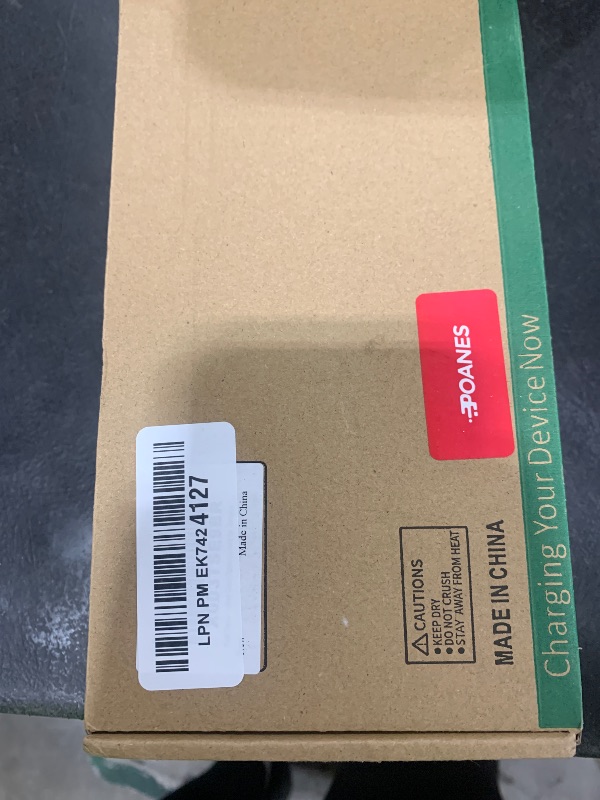 LPN PM EK7424127
Made in China
POANES
⚠ CAUTIONS
• KEEP DRY
• DO NOT CRUSH
• STAY AWAY FROM HEAT
MADE IN CHINA
Charging Your Device Now